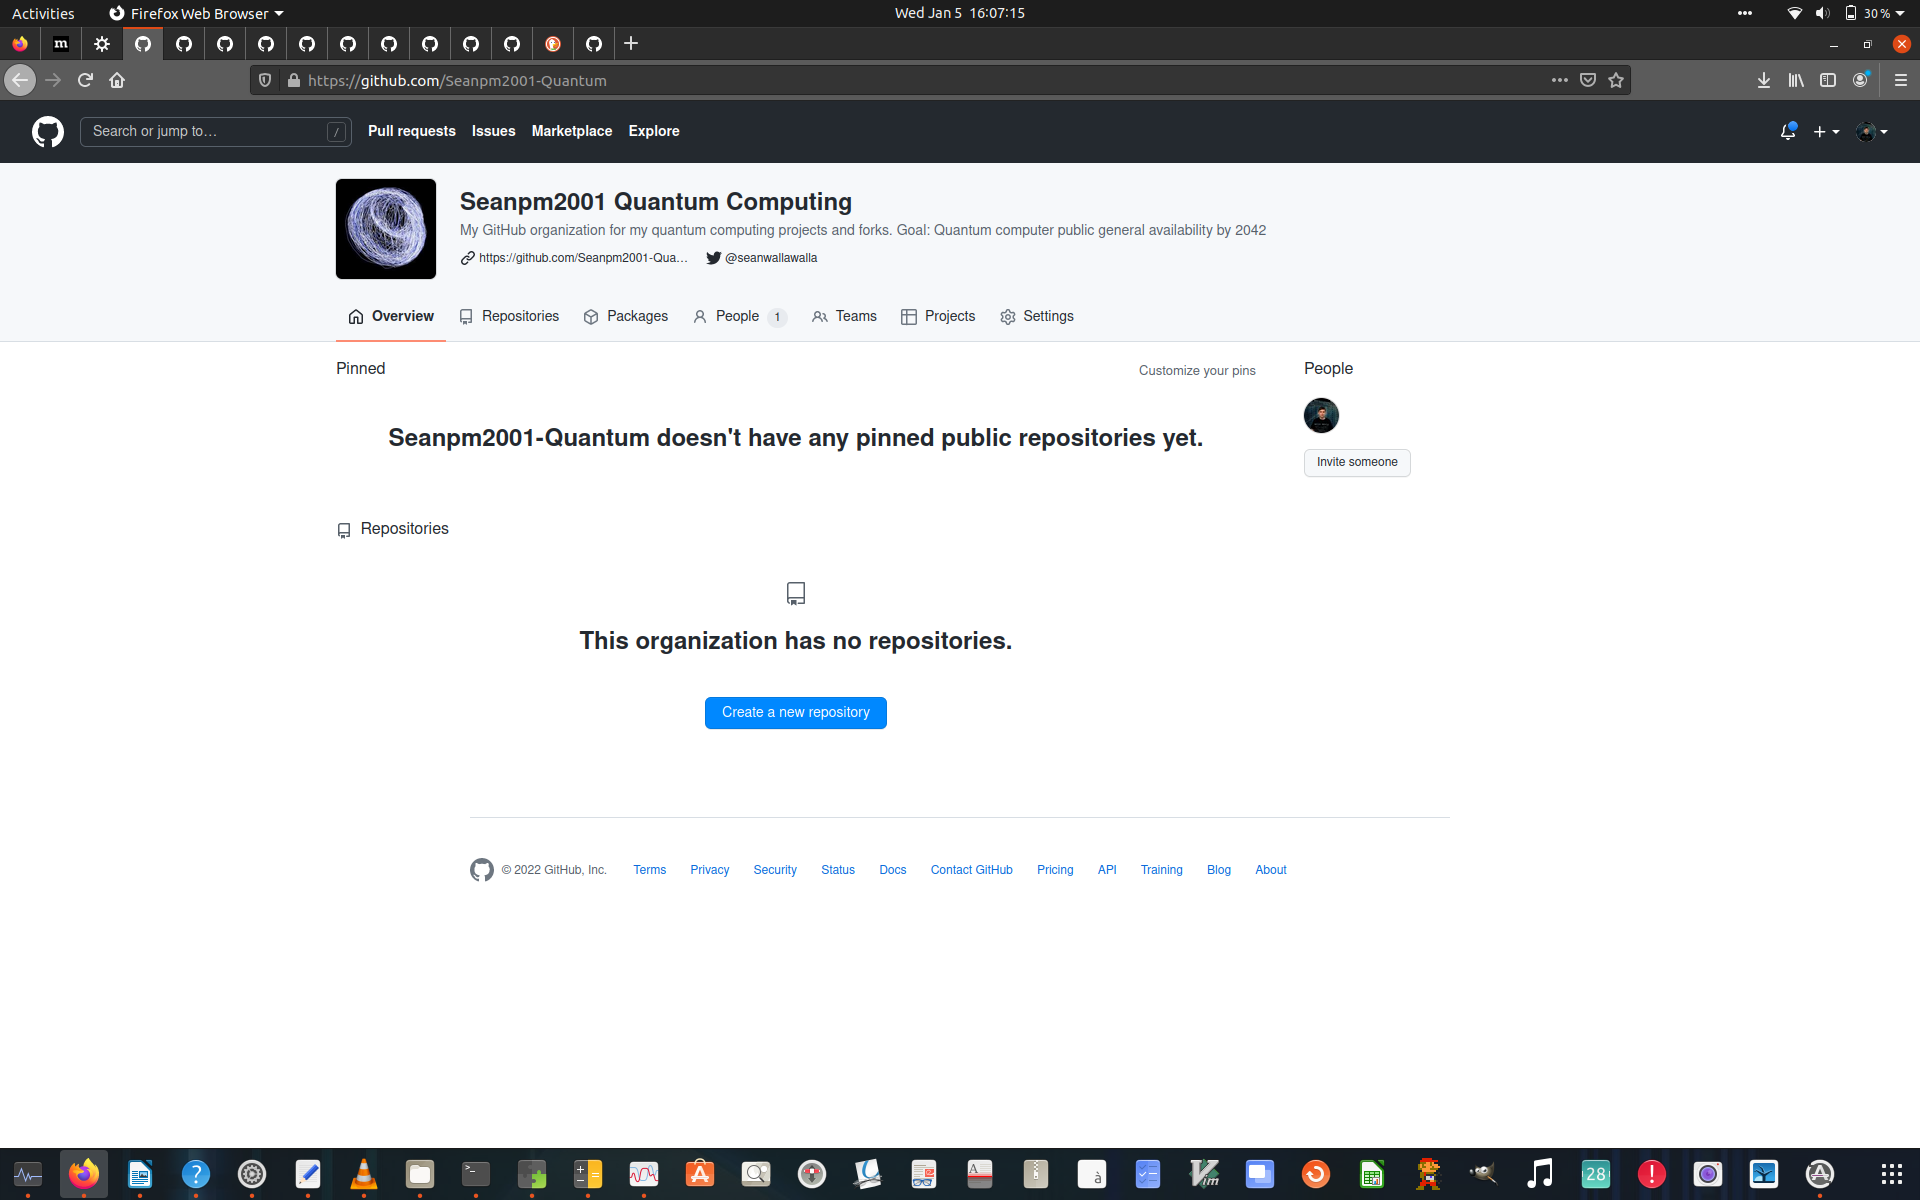 Activities Firefox Web Browser Wed Jan 5 16:07:15 30 %
m
https://github.com/Seanpm2001-Quantum
Search or jump to… / Pull requests Issues Marketplace Explore
Seanpm2001 Quantum Computing
My GitHub organization for my quantum computing projects and forks. Goal: Quantum computer public general availability by 2042
https://github.com/Seanpm2001-Qua… @seanwallawalla
Overview Repositories Packages People 1 Teams Projects Settings
Pinned Customize your pins People
Seanpm2001-Quantum doesn't have any pinned public repositories yet.
Invite someone
Repositories
This organization has no repositories.
Create a new repository
© 2022 GitHub, Inc. Terms Privacy Security Status Docs Contact GitHub Pricing API Training Blog About
? >_ A à Vim 28 !